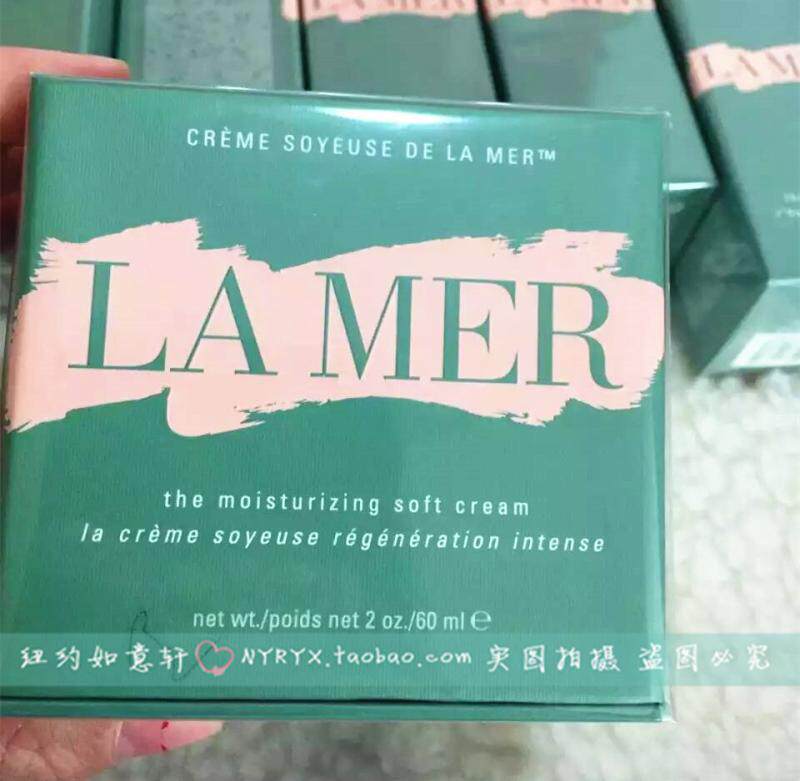 LA MER
CRÈME SOYEUSE DE LA MER™
LA MER
the moisturizing soft cream
la crème soyeuse régénération intense
net wt./poids net 2 oz./60 ml ℮
纽约如意轩 NYRYX.taobao.com 实图拍摄 盗图必究